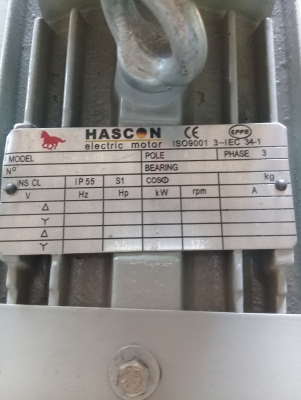 HASCON CE
electric motor ISO9001 3~IEC 34-1
MODEL POLE PHASE 3
Nº BEARING
INS CL IP 55 S1 COSΦ kg
V Hz Hp kW rpm A
Δ
Y
Δ
Y